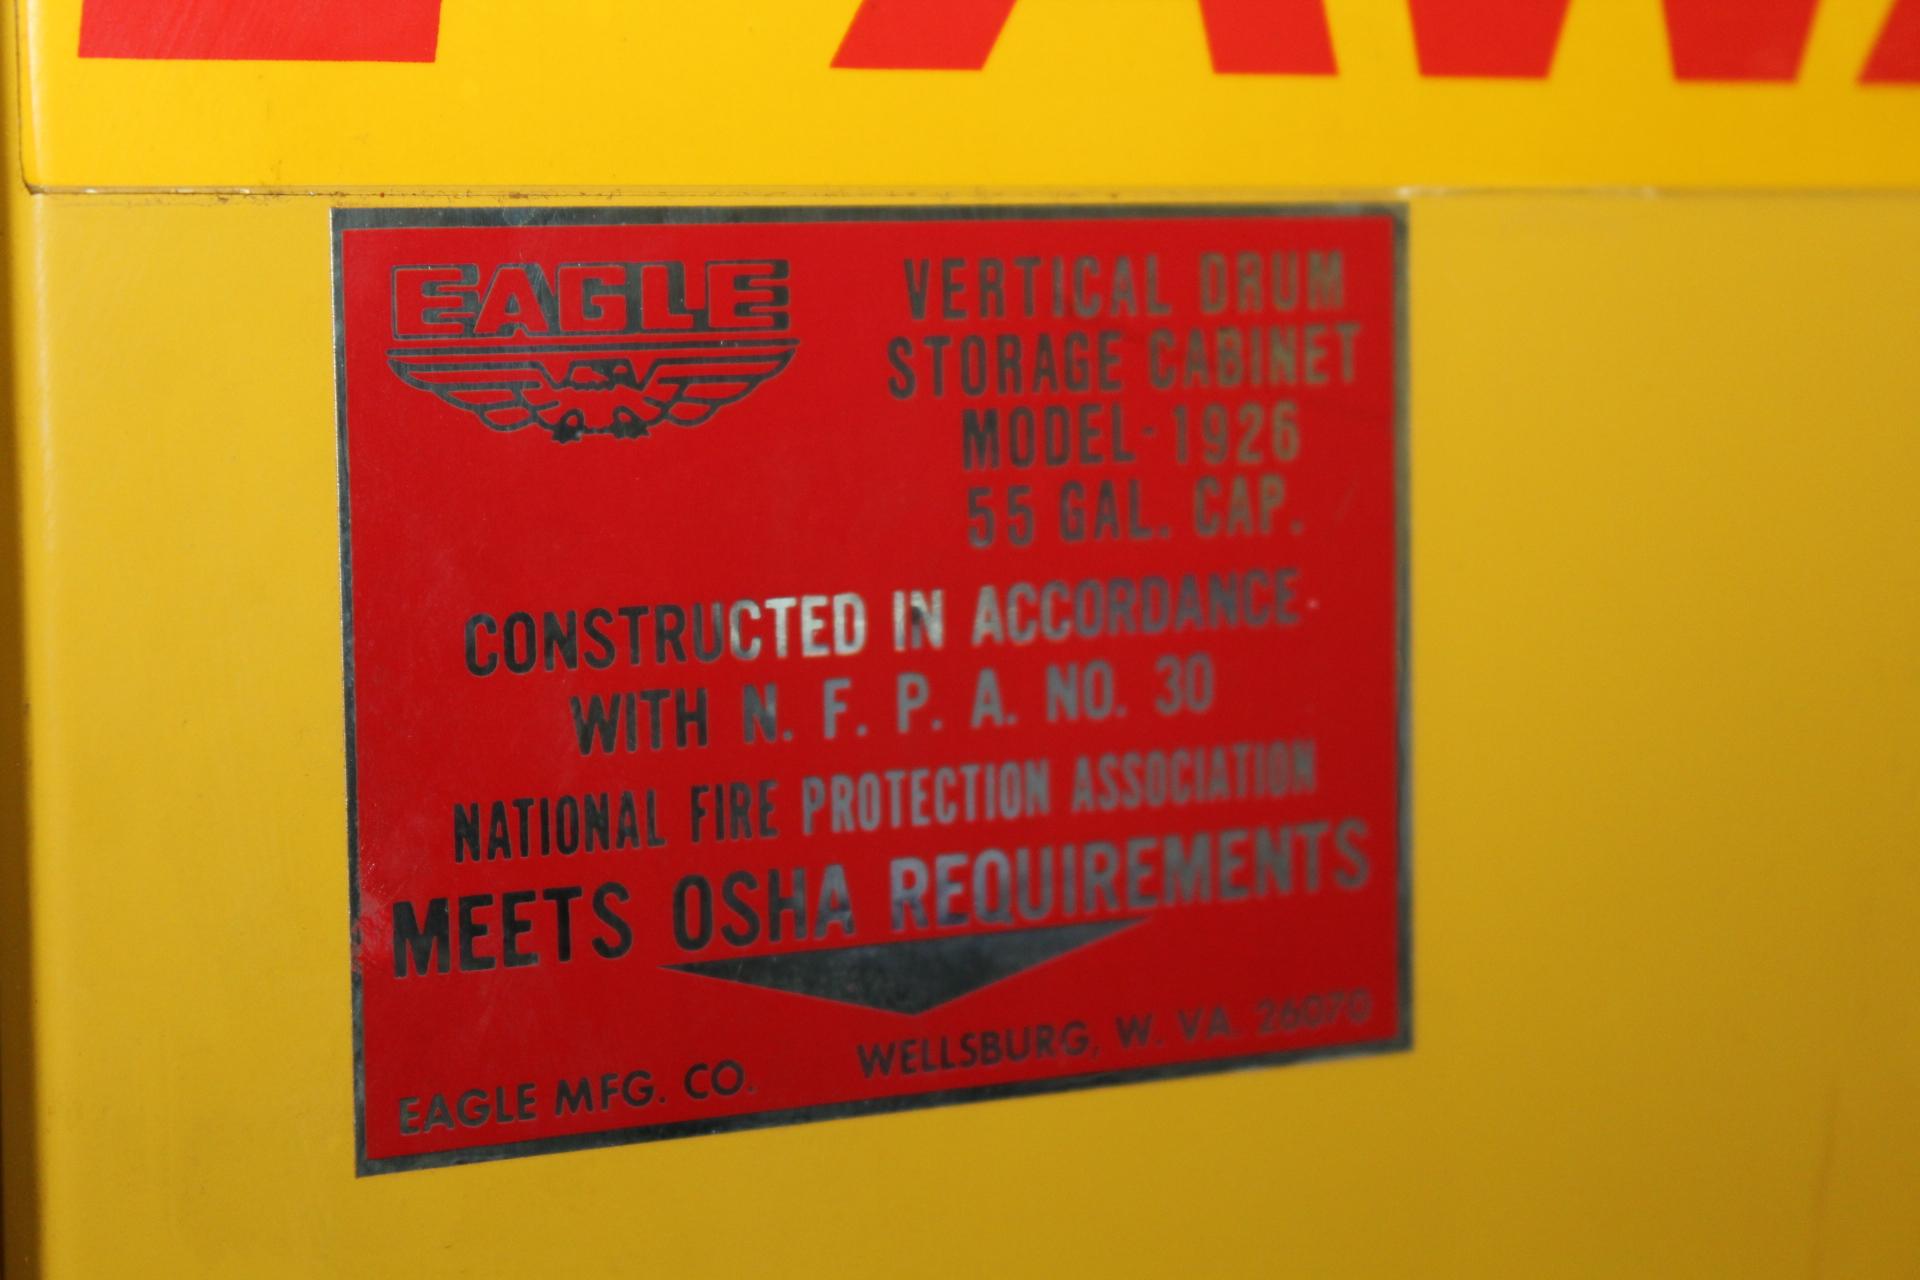 EAGLE
VERTICAL DRUM
STORAGE CABINET
MODEL-1926
55 GAL. CAP.
CONSTRUCTED IN ACCORDANCE
WITH N. F. P. A. NO. 30
NATIONAL FIRE PROTECTION ASSOCIATION
MEETS OSHA REQUIREMENTS
EAGLE MFG. CO. WELLSBURG, W. VA. 26070